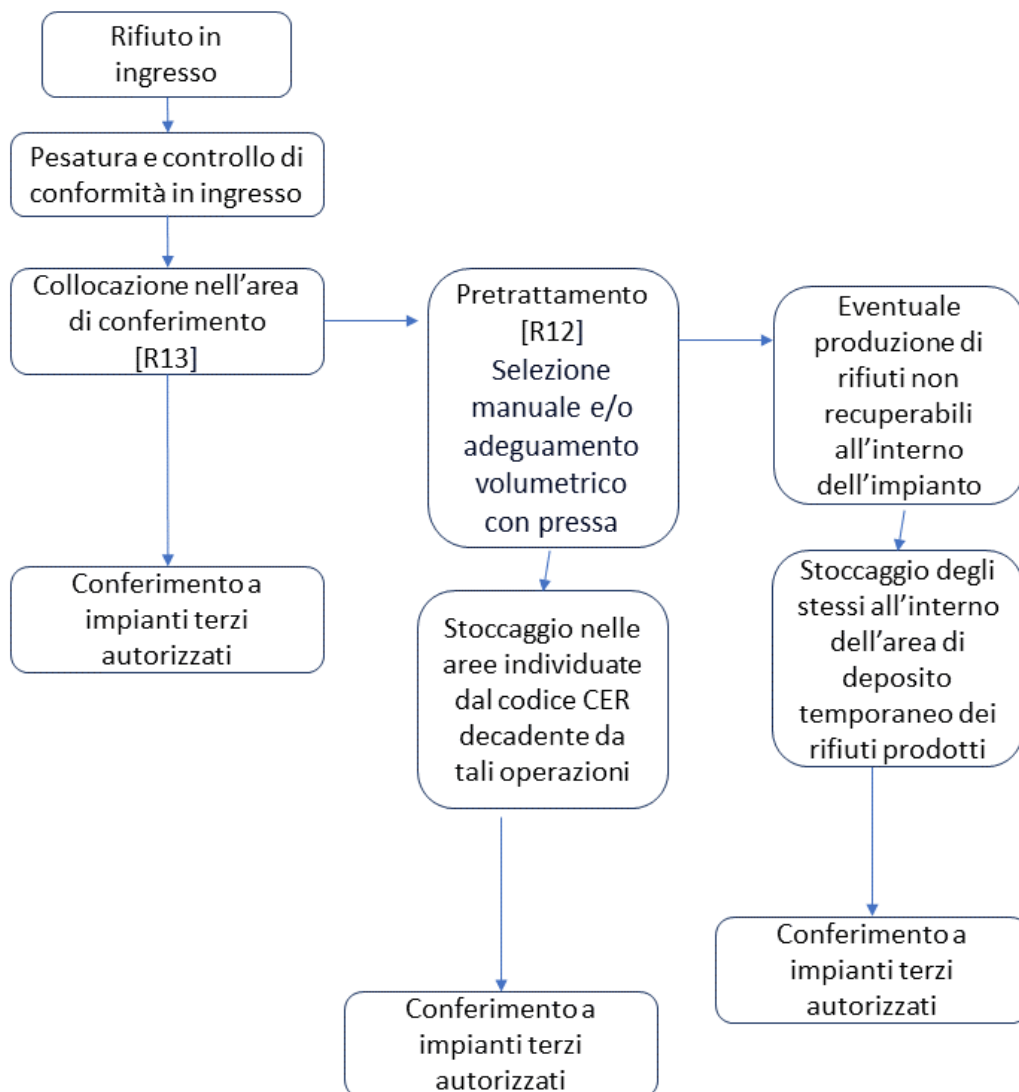 Rifiuto in
ingresso
Pesatura e controllo di
conformità in ingresso
Collocazione nell’area
di conferimento
[R13]
Conferimento a
impianti terzi
autorizzati
Pretrattamento
[R12]
Selezione
manuale e/o
adeguamento
volumetrico
con pressa
Stoccaggio nelle
aree individuate
dal codice CER
decadente da
tali operazioni
Conferimento a
impianti terzi
autorizzati
Eventuale
produzione di
rifiuti non
recuperabili
all’interno
dell’impianto
Stoccaggio degli
stessi all’interno
dell’area di
deposito
temporaneo dei
rifiuti prodotti
Conferimento a
impianti terzi
autorizzati